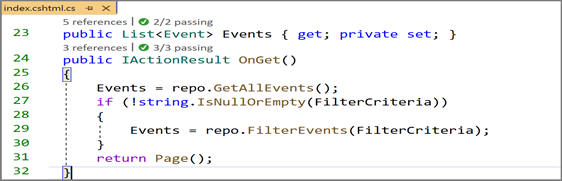 index.cshtml.cs
5 references | 2/2 passing
23 public List<Event> Events { get; private set; }
3 references | 3/3 passing
24 public IActionResult OnGet()
25 {
26 Events = repo.GetAllEvents();
27 if (!string.IsNullOrEmpty(FilterCriteria))
28 {
29 Events = repo.FilterEvents(FilterCriteria);
30 }
31 return Page();
32 }